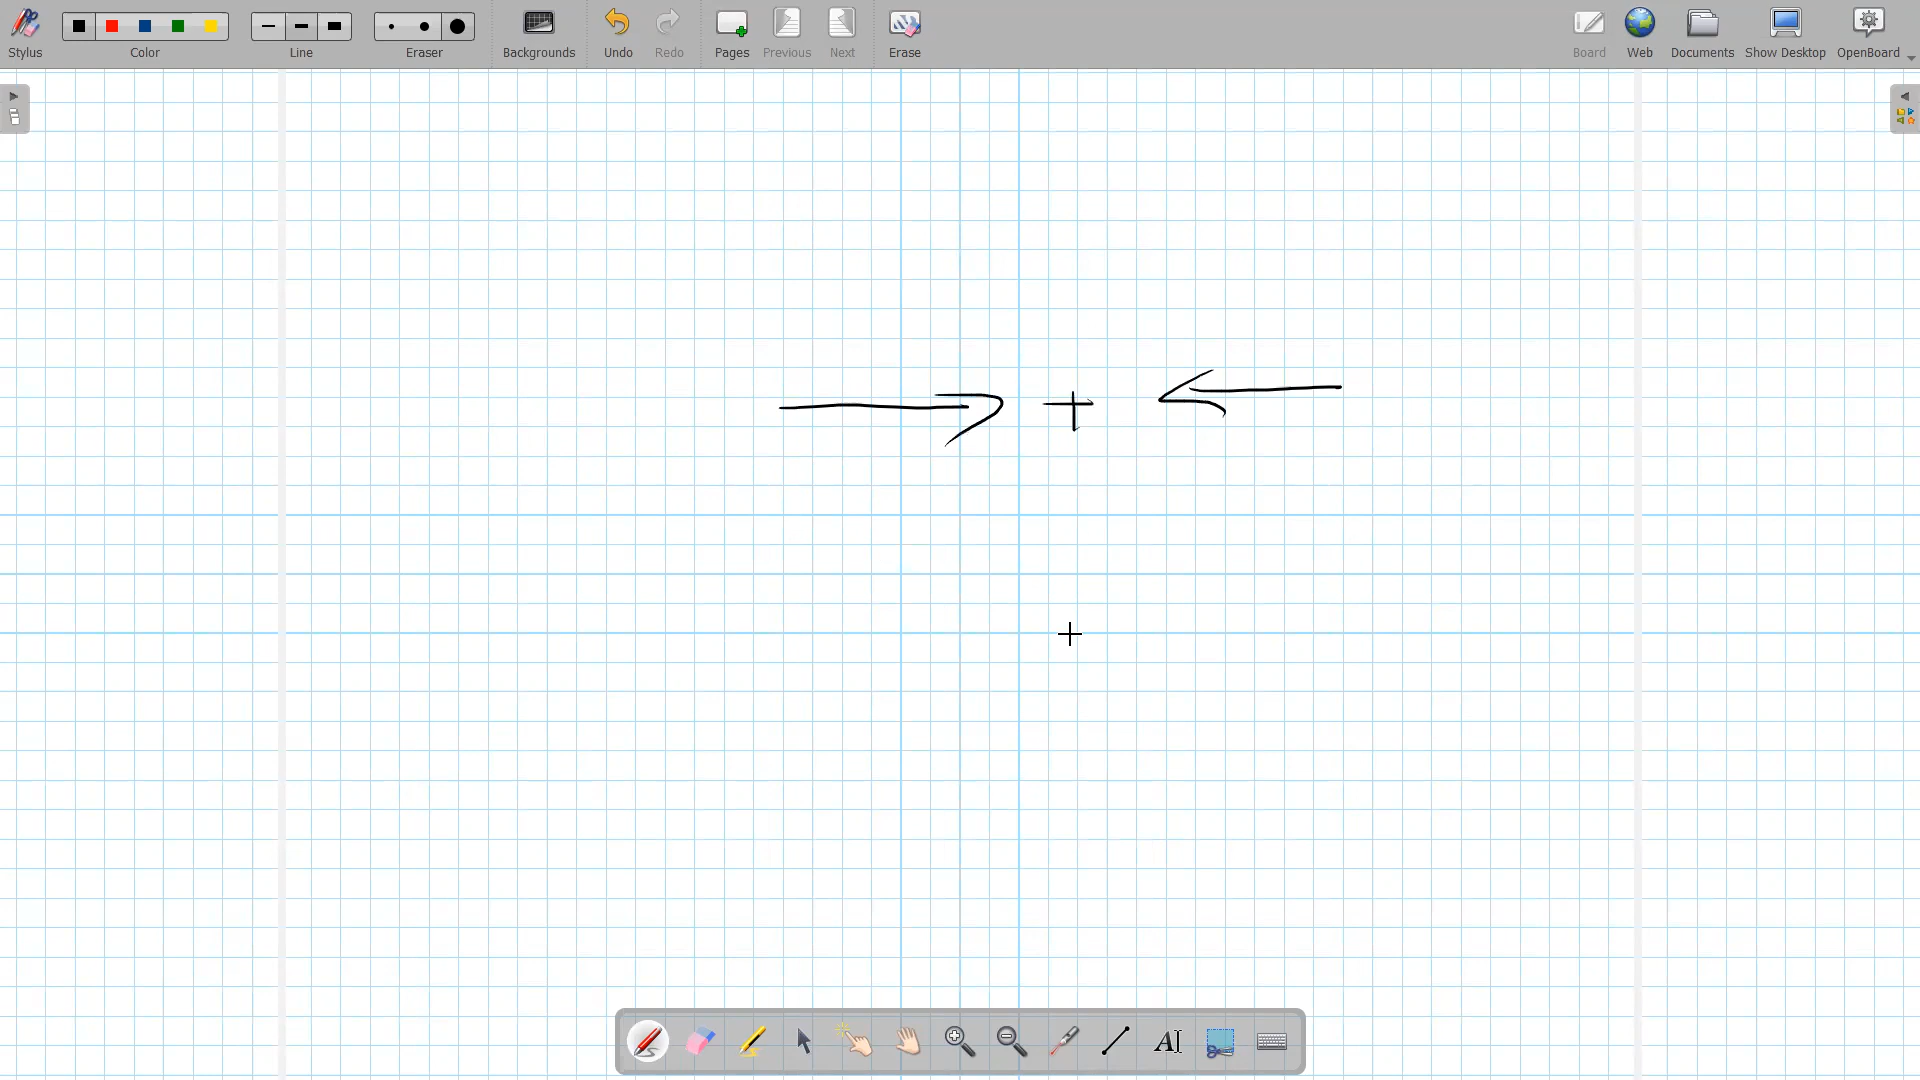 Stylus Color Line Eraser Backgrounds Undo Redo Pages Previous Next Erase Board Web Documents Show Desktop OpenBoard
+
A